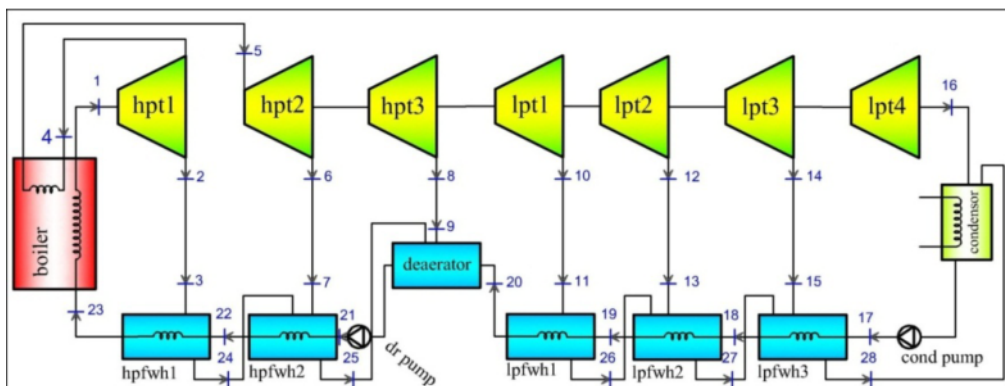 5
1
hpt1
hpt2
hpt3
lpt1
lpt2
lpt3
lpt4
16
4
2
6
8
10
12
14
boiler
condensor
9
deaerator
3
7
20
11
13
15
23
22
21
19
18
17
24
25
26
27
28
hpfwh1
hpfwh2
dr pump
lpfwh1
lpfwh2
lpfwh3
cond pump